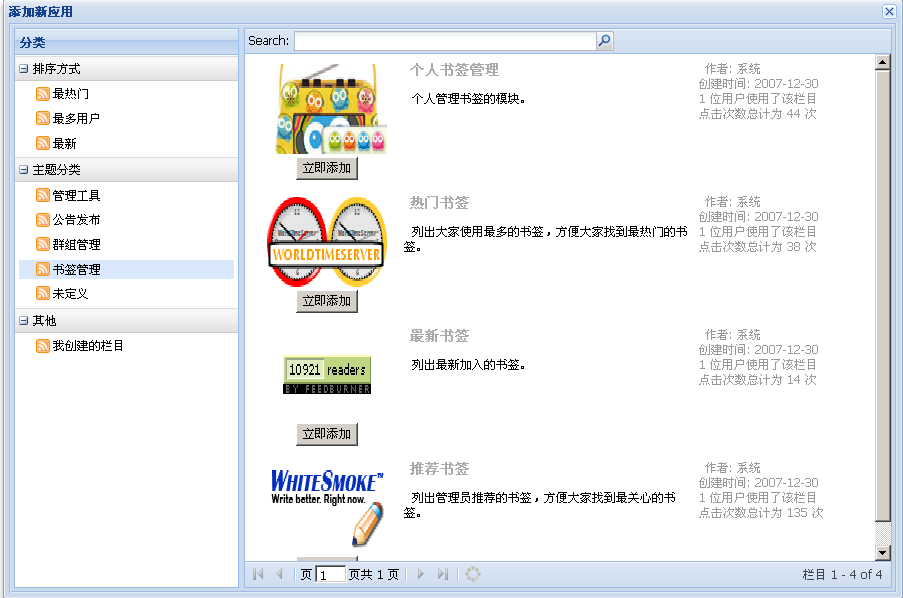 添加新应用
分类
排序方式
最热门
最多用户
最新
主题分类
管理工具
公告发布
群组管理
书签管理
未定义
其他
我创建的栏目
Search:
个人书签管理
个人管理书签的模块。
作者: 系统
创建时间: 2007-12-30
1 位用户使用了该栏目
点击次数总计为 44 次
立即添加
12
12
WORLDTIMESERVER
热门书签
列出大家使用最多的书签，方便大家找到最热门的书
签。
作者: 系统
创建时间: 2007-12-30
1 位用户使用了该栏目
点击次数总计为 38 次
立即添加
10921 readers
BY FEEDBURNER
最新书签
列出最新加入的书签。
作者: 系统
创建时间: 2007-12-30
1 位用户使用了该栏目
点击次数总计为 14 次
立即添加
WHITESMOKE™
Write better. Right now.
推荐书签
列出管理员推荐的书签，方便大家找到最关心的书
签。
作者: 系统
创建时间: 2007-12-30
1 位用户使用了该栏目
点击次数总计为 135 次
页 1 页共 1 页
栏目 1 - 4 of 4